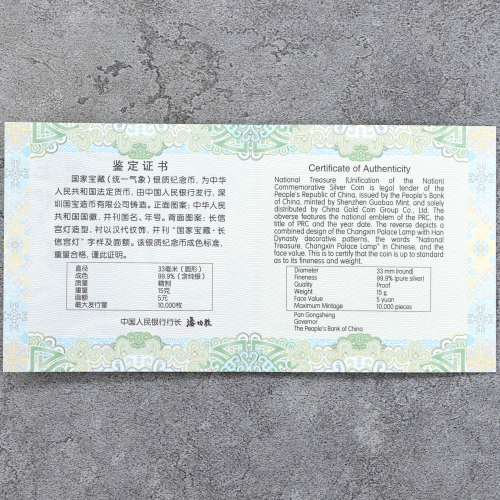 鉴定证书
国家宝藏(统一气象)银质纪念币,为中华
人民共和国法定货币,由中国人民银行发行,深
圳国宝造币有限公司铸造。正面图案:中华人民
共和国国徽,并刊国名、年号。背面图案:长信
宫灯造型,衬以汉代纹饰,并刊“国家宝藏·长
信宫灯”字样及面额。该银质纪念币成色标准,
重量合格,谨此证明。
直径 33毫米(圆形)
成色 99.9%(含纯银)
质量 精制
重量 15克
面额 5元
最大发行量 10,000枚
中国人民银行行长 潘功胜
Certificate of Authenticity
National Treasure (Unification of the Nation)
Commemorative Silver Coin is legal tender of the
People's Republic of China, issued by the People's Bank
of China, minted by Shenzhen Guobao Mint, and solely
distributed by China Gold Coin Group Co., Ltd. The
obverse features the national emblem of the PRC, the
title of PRC and the year date. The reverse depicts a
combined design of the Changxin Palace Lamp with Han
Dynasty decorative patterns, the words "National
Treasure, Changxin Palace Lamp" in Chinese, and the
face value. This is to certify that the coin is up to standard
as to its fineness and weight.
Diameter 33 mm (round)
Fineness 99.9% (pure silver)
Quality Proof
Weight 15 g
Face Value 5 yuan
Maximum Mintage 10,000 pieces
Pan Gongsheng
Governor
The People's Bank of China